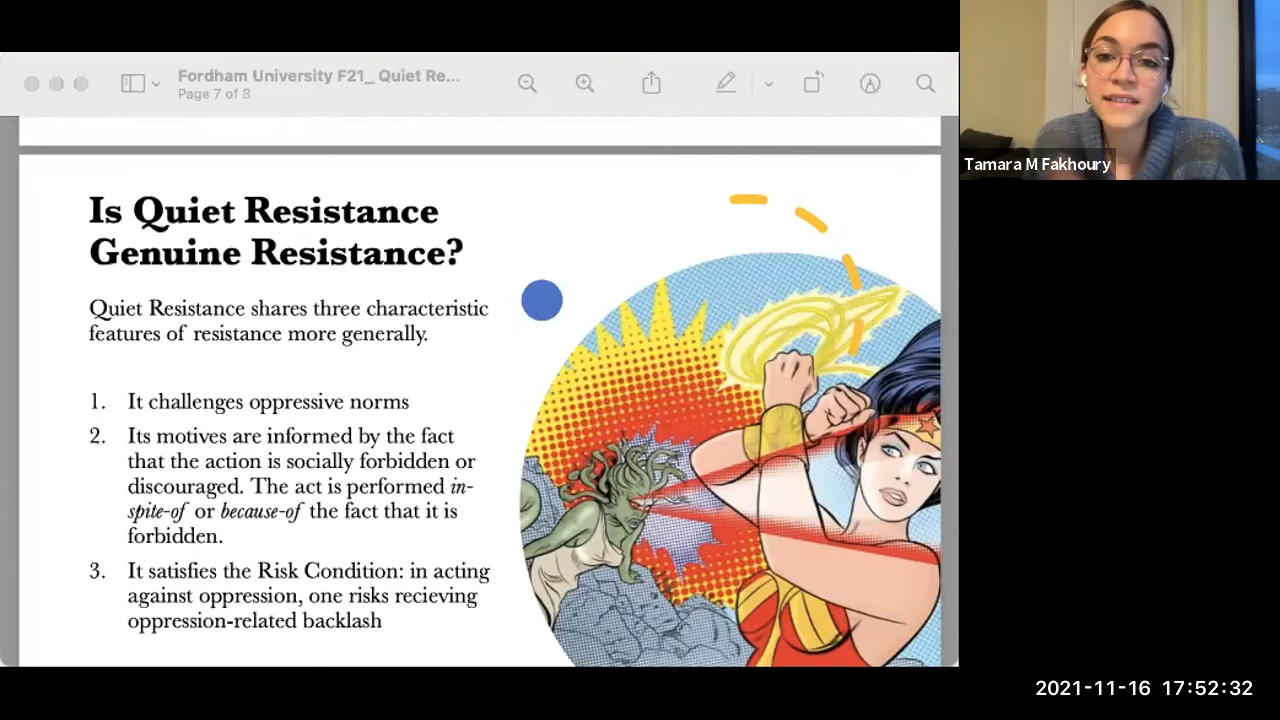 Fordham University F21_ Quiet Re...
Page 7 of 8
Tamara M Fakhoury
Is Quiet Resistance
Genuine Resistance?
Quiet Resistance shares three characteristic
features of resistance more generally.
1. It challenges oppressive norms
2. Its motives are informed by the fact
that the action is socially forbidden or
discouraged. The act is performed in-
spite-of or because-of the fact that it is
forbidden.
3. It satisfies the Risk Condition: in acting
against oppression, one risks recieving
oppression-related backlash
2021-11-16 17:52:32